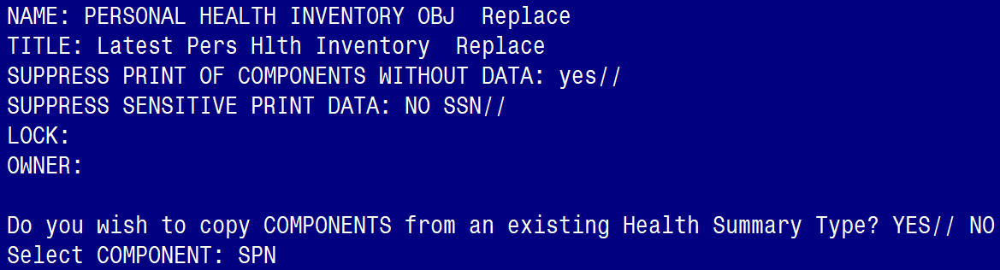 NAME: PERSONAL HEALTH INVENTORY OBJ  Replace
TITLE: Latest Pers Hlth Inventory  Replace
SUPPRESS PRINT OF COMPONENTS WITHOUT DATA: yes//
SUPPRESS SENSITIVE PRINT DATA: NO SSN//
LOCK:
OWNER:
Do you wish to copy COMPONENTS from an existing Health Summary Type? YES// NO
Select COMPONENT: SPN